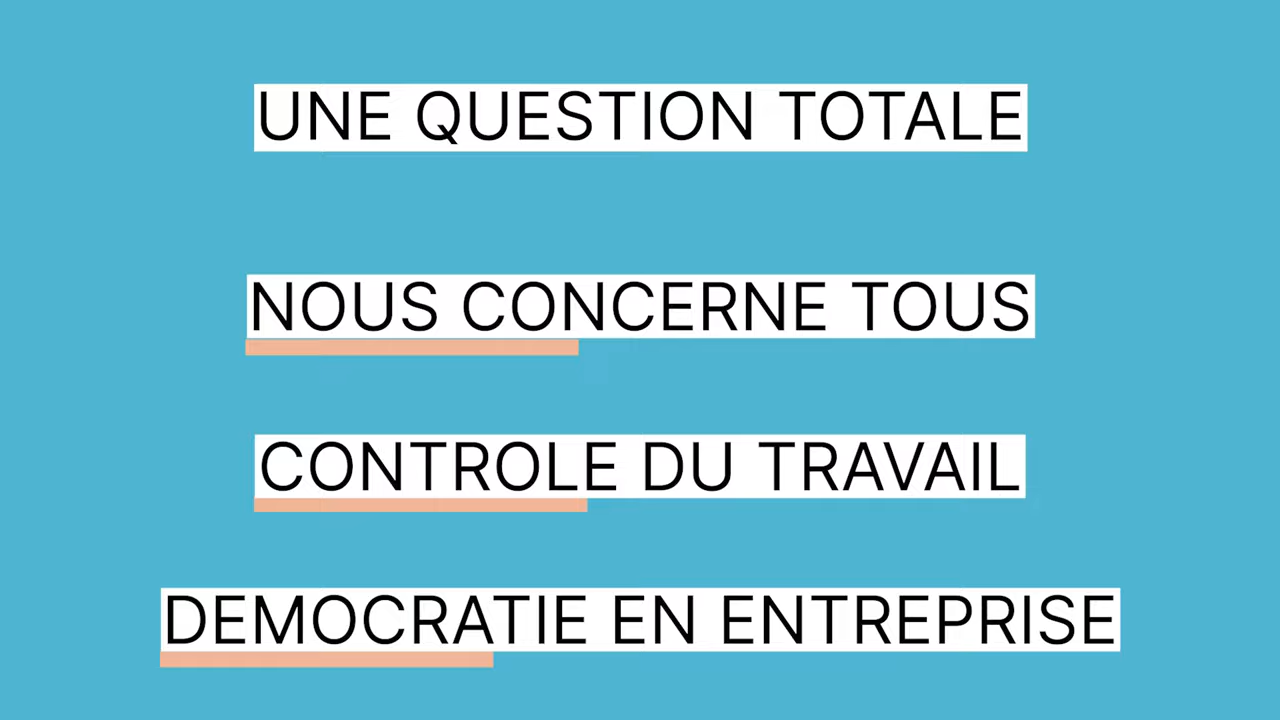 UNE QUESTION TOTALE
NOUS CONCERNE TOUS
CONTROLE DU TRAVAIL
DEMOCRATIE EN ENTREPRISE